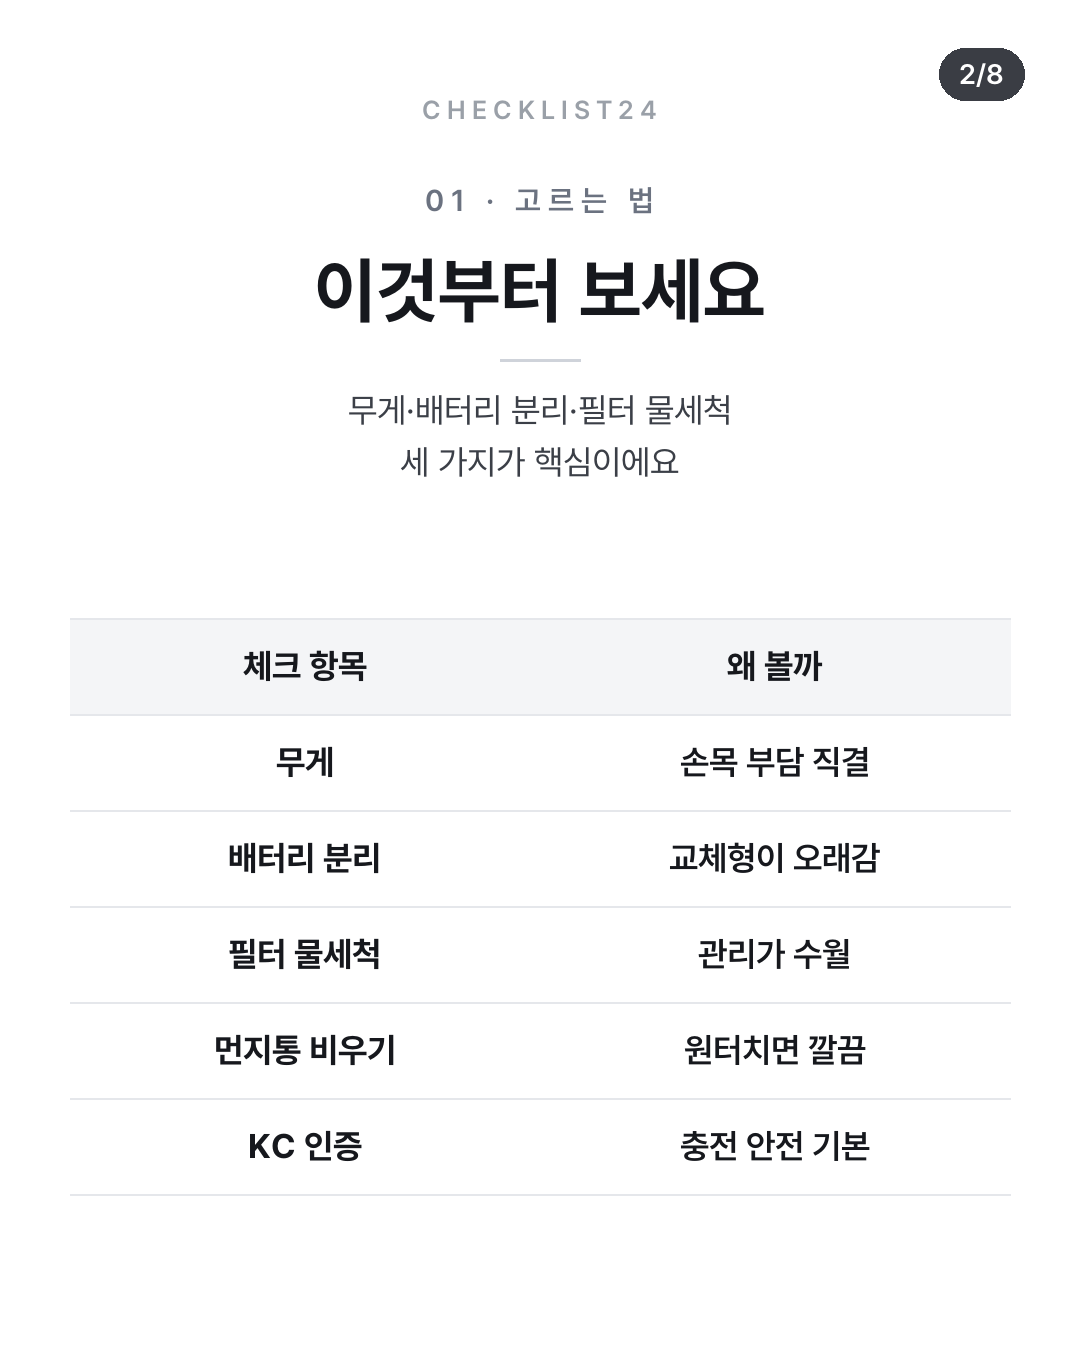 2/8
CHECKLIST24
01 · 고르는 법
이것부터 보세요
무게·배터리 분리·필터 물세척
세 가지가 핵심이에요
체크 항목 왜 볼까
무게 손목 부담 직결
배터리 분리 교체형이 오래감
필터 물세척 관리가 수월
먼지통 비우기 원터치면 깔끔
KC 인증 충전 안전 기본